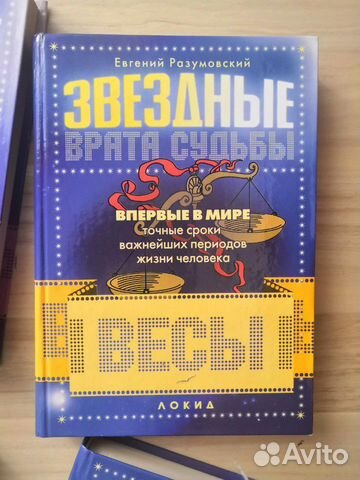 Евгений Разумовский
ЗВЕЗДНЫЕ
ВРАТА СУДЬБЫ
ВПЕРВЫЕ В МИРЕ
точные сроки
важнейших периодов
жизни человека
ВЕСЫ
ЛОКИД
Avito